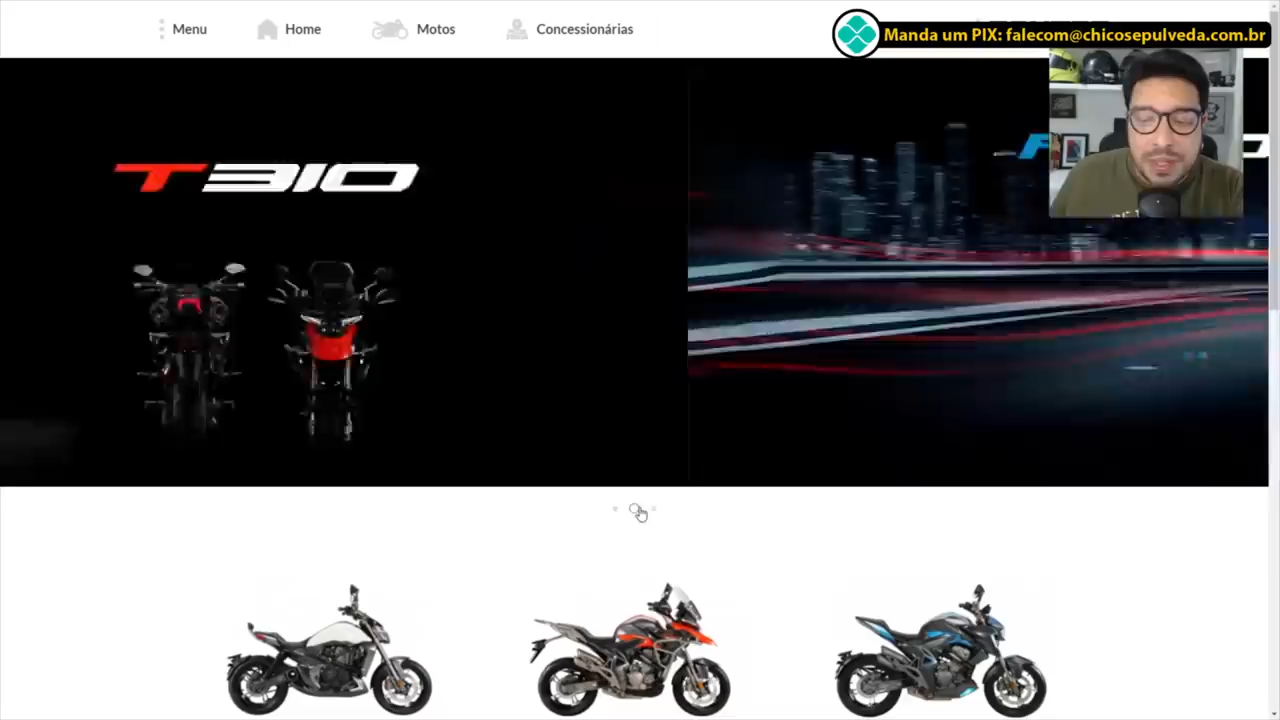 Menu
Home
Motos
Concessionárias
Manda um PIX: falecom@chicosepulveda.com.br
T310